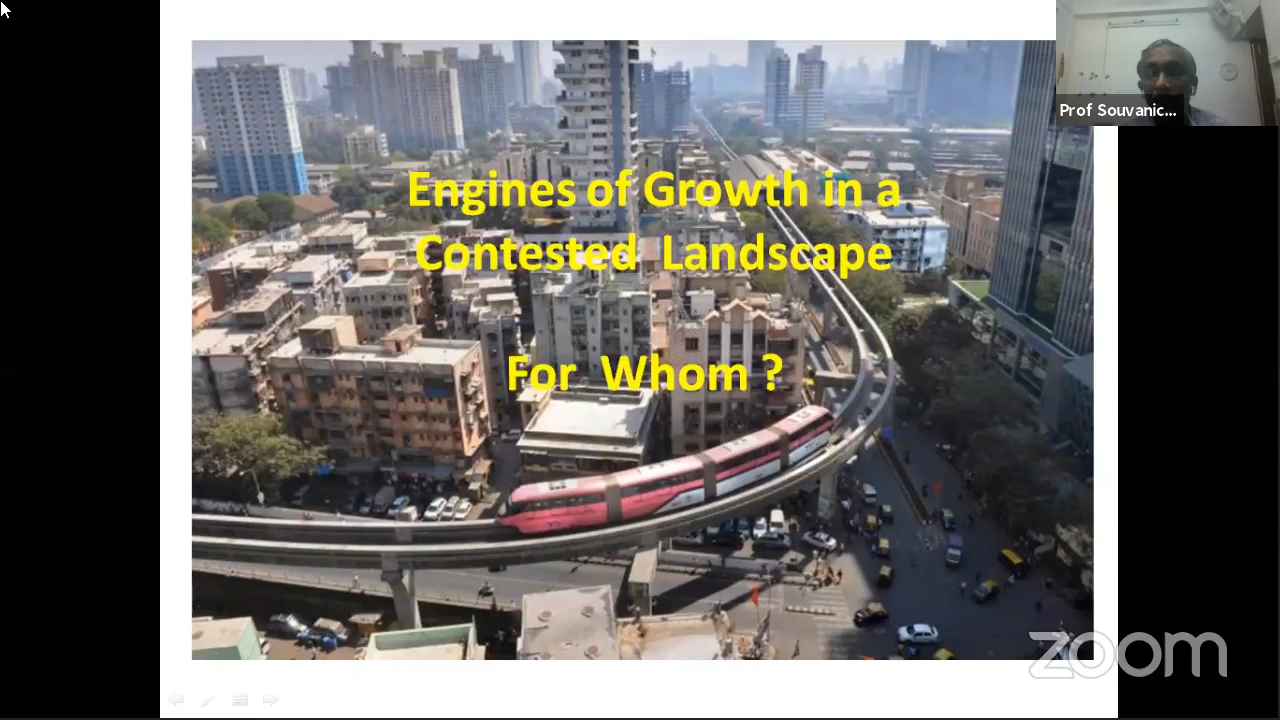 Prof Souvanic...
Engines of Growth in a
Contested Landscape
For Whom ?
zoom